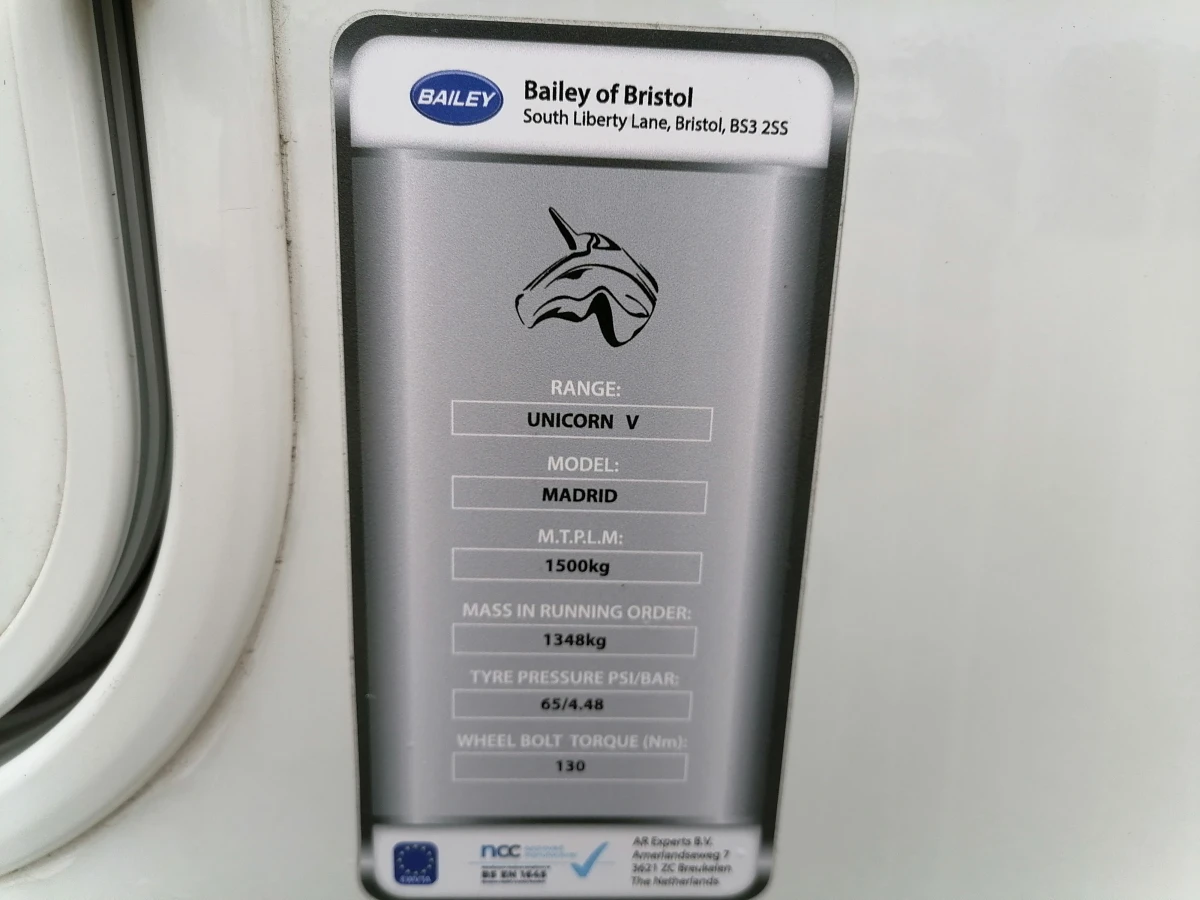 BAILEY
Bailey of Bristol
South Liberty Lane, Bristol, BS3 2SS
RANGE:
UNICORN V
MODEL:
MADRID
M.T.P.L.M:
1500kg
MASS IN RUNNING ORDER:
1348kg
TYRE PRESSURE PSI/BAR:
65/4.48
WHEEL BOLT TORQUE (Nm):
130
ncc
BS EN 1645
AR Experts B.V.
3621 ZC Breukelen
The Netherlands